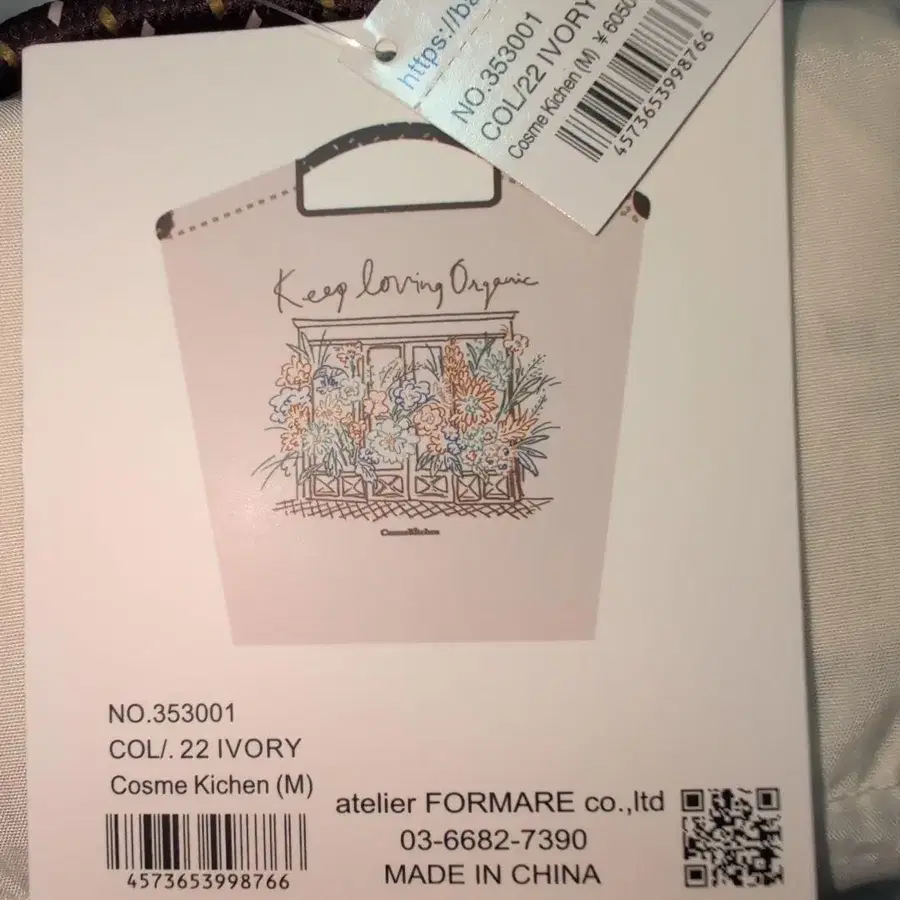 https://ba
NO.353001
COL/22 IVORY
Cosme Kichen (M) ¥6050
4573653998766
Keep loving Organic
CosmeKitchen
NO.353001
COL/. 22 IVORY
Cosme Kichen (M)
4573653998766
atelier FORMARE co.,ltd
03-6682-7390
MADE IN CHINA